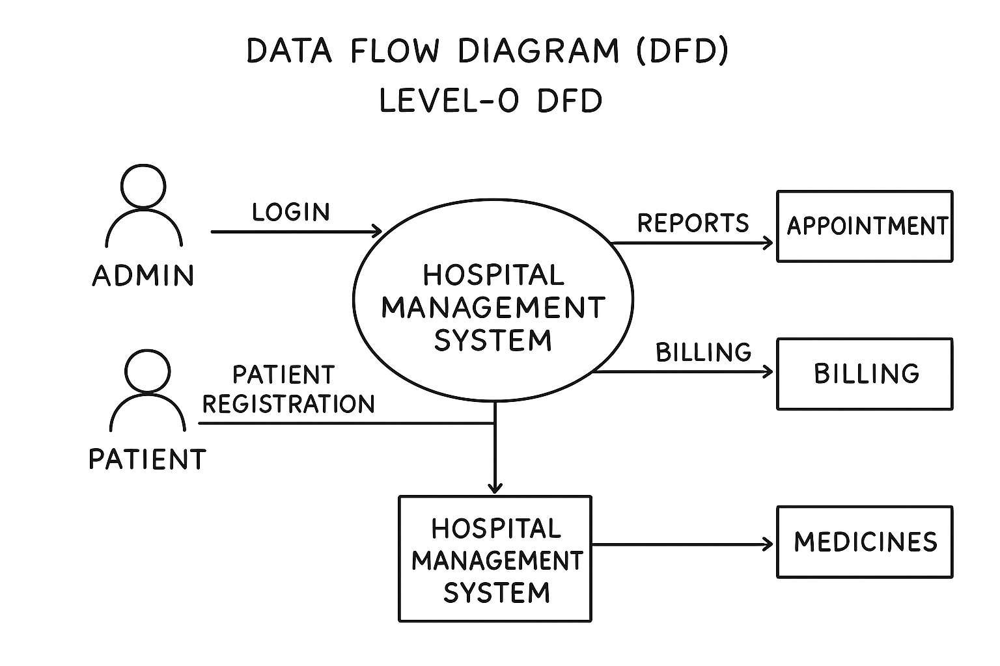 DATA FLOW DIAGRAM (DFD)
LEVEL-0 DFD
ADMIN
LOGIN
HOSPITAL
MANAGEMENT
SYSTEM
REPORTS
APPOINTMENT
BILLING
BILLING
PATIENT
REGISTRATION
PATIENT
HOSPITAL
MANAGEMENT
SYSTEM
MEDICINES